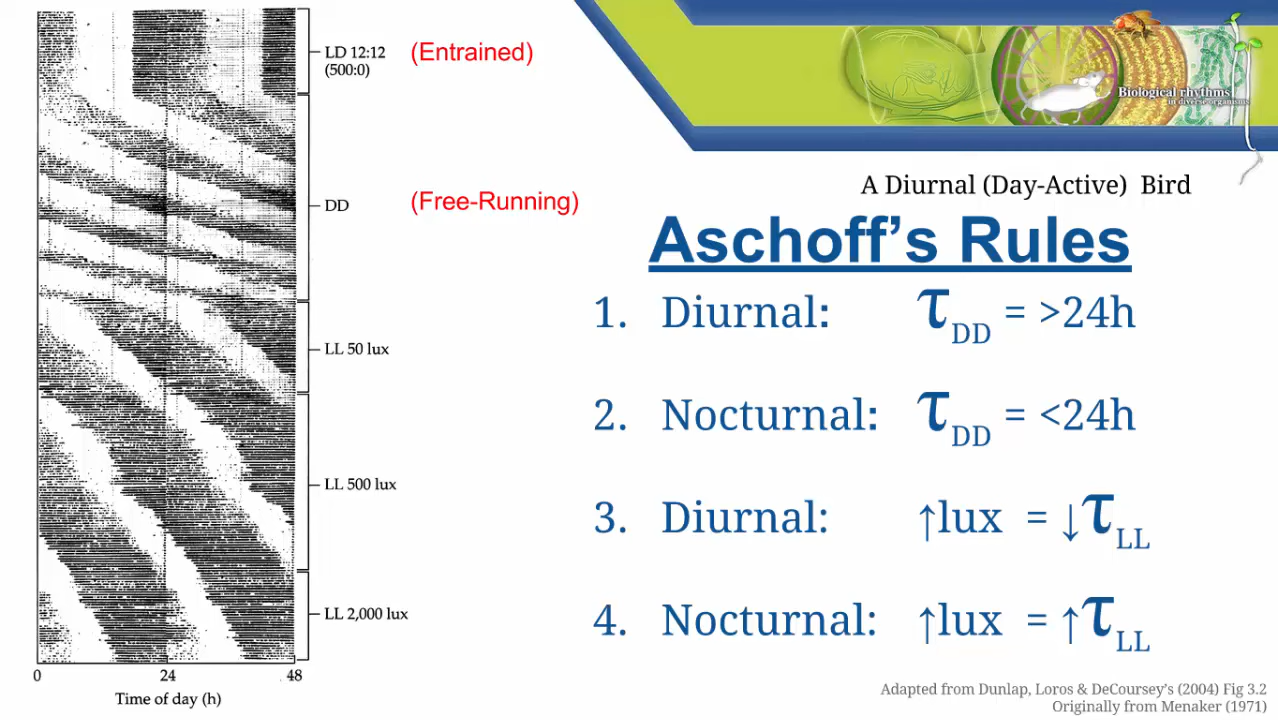 LD 12:12 (Entrained)
(500:0)
DD (Free-Running)
LL 50 lux
LL 500 lux
LL 2,000 lux
0 24 48
Time of day (h)
Biological rhythms
in diverse organisms
A Diurnal (Day-Active) Bird
Aschoff’s Rules
1. Diurnal: τDD = >24h
2. Nocturnal: τDD = <24h
3. Diurnal: ↑lux = ↓τLL
4. Nocturnal: ↑lux = ↑τLL
Adapted from Dunlap, Loros & DeCoursey’s (2004) Fig 3.2
Originally from Menaker (1971)